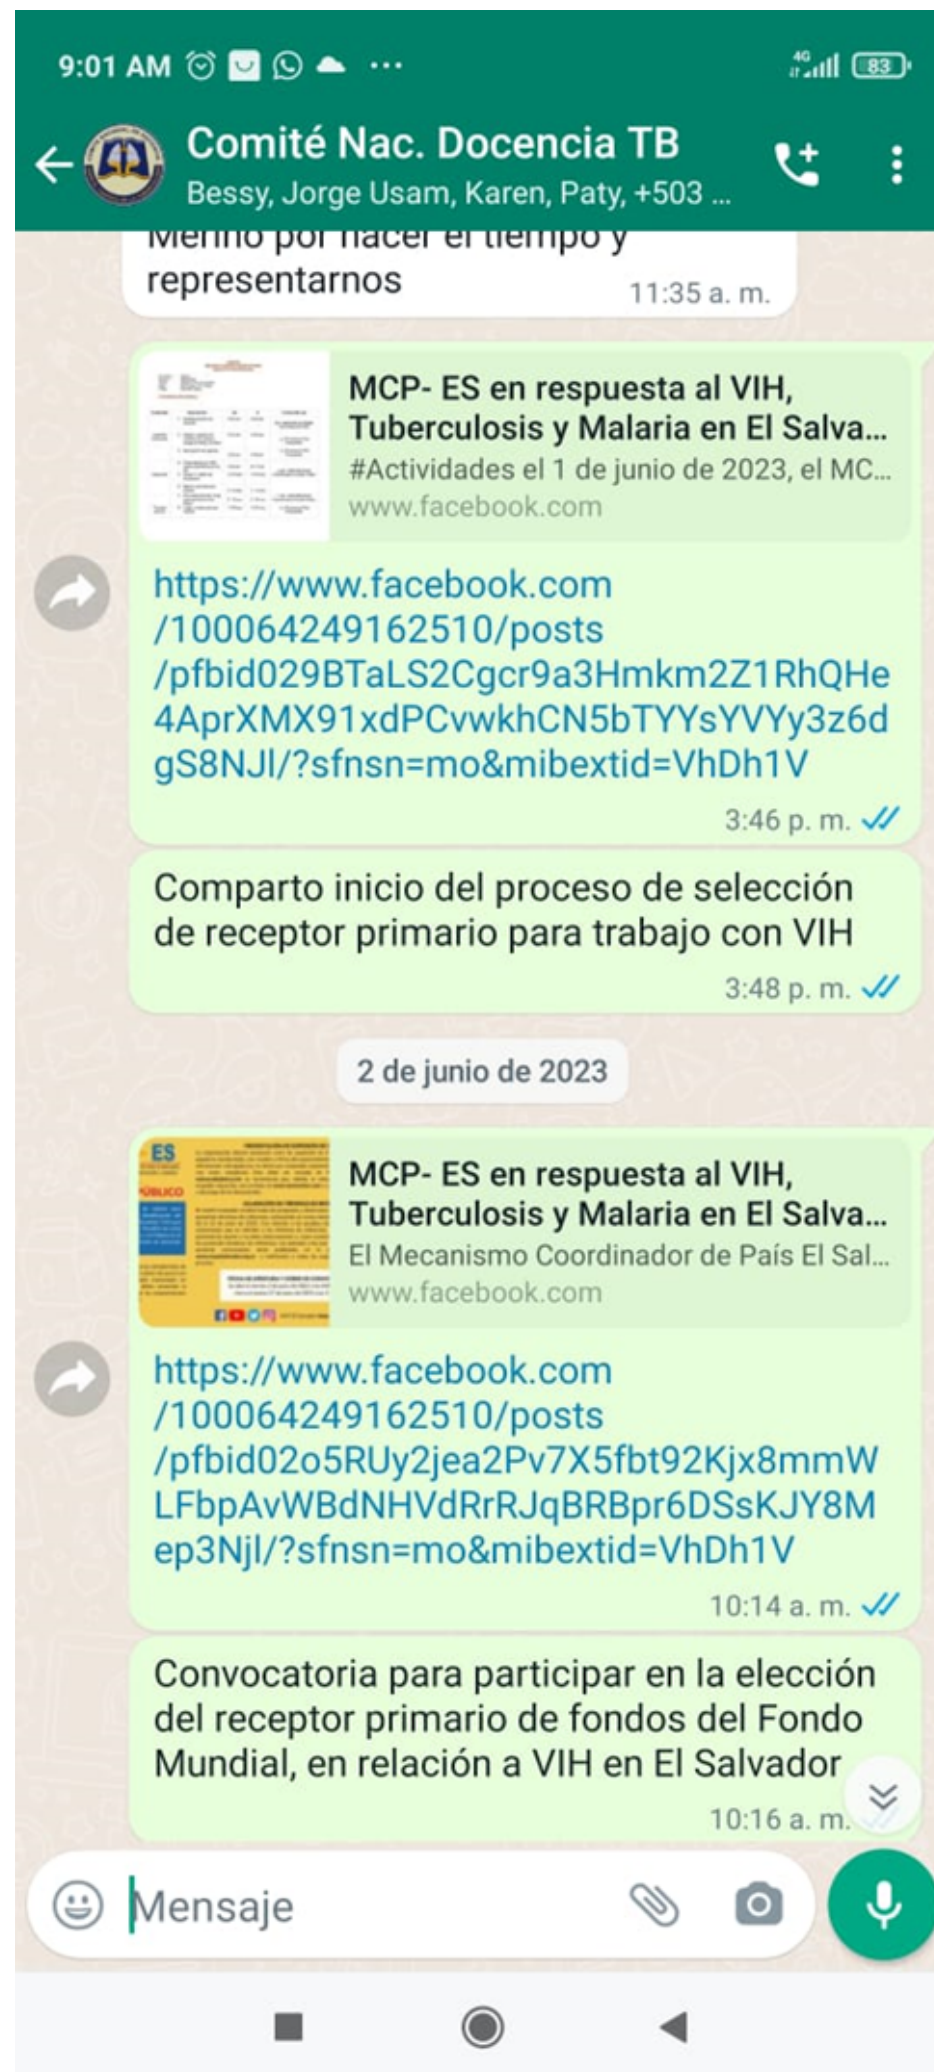 9:01 AM
4G
83
Comité Nac. Docencia TB
Bessy, Jorge Usam, Karen, Paty, +503 ...
Merino por hacer el tiempo y
representarnos
11:35 a. m.
MCP- ES en respuesta al VIH,
Tuberculosis y Malaria en El Salva...
#Actividades el 1 de junio de 2023, el MC...
www.facebook.com
https://www.facebook.com
/100064249162510/posts
/pfbid029BTaLS2Cgcr9a3Hmkm2Z1RhQHe
4AprXMX91xdPCvwkhCN5bTYYsYVYy3z6d
gS8NJl/?sfnsn=mo&mibextid=VhDh1V
3:46 p. m.
Comparto inicio del proceso de selección
de receptor primario para trabajo con VIH
3:48 p. m.
2 de junio de 2023
ES
PÚBLICO
MCP- ES en respuesta al VIH,
Tuberculosis y Malaria en El Salva...
El Mecanismo Coordinador de País El Sal...
www.facebook.com
https://www.facebook.com
/100064249162510/posts
/pfbid02o5RUy2jea2Pv7X5fbt92Kjx8mmW
LFbpAvWBdNHVdRrRJqBRBpr6DSsKJY8M
ep3Njl/?sfnsn=mo&mibextid=VhDh1V
10:14 a. m.
Convocatoria para participar en la elección
del receptor primario de fondos del Fondo
Mundial, en relación a VIH en El Salvador
10:16 a. m.
Mensaje